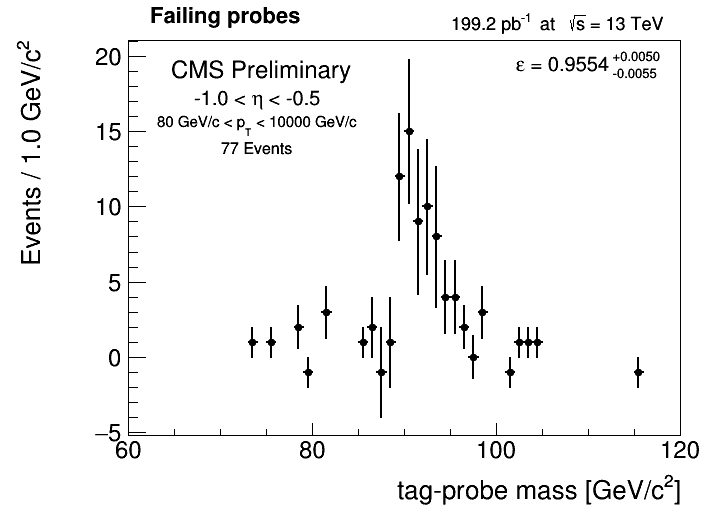 Failing probes
199.2 pb⁻¹ at √s = 13 TeV
CMS Preliminary
ε = 0.9554 +0.0050 -0.0055
-1.0 < η < -0.5
80 GeV/c < p_T < 10000 GeV/c
77 Events
Events / 1.0 GeV/c²
20
15
10
5
0
−5
60 80 100 120
tag-probe mass [GeV/c²]